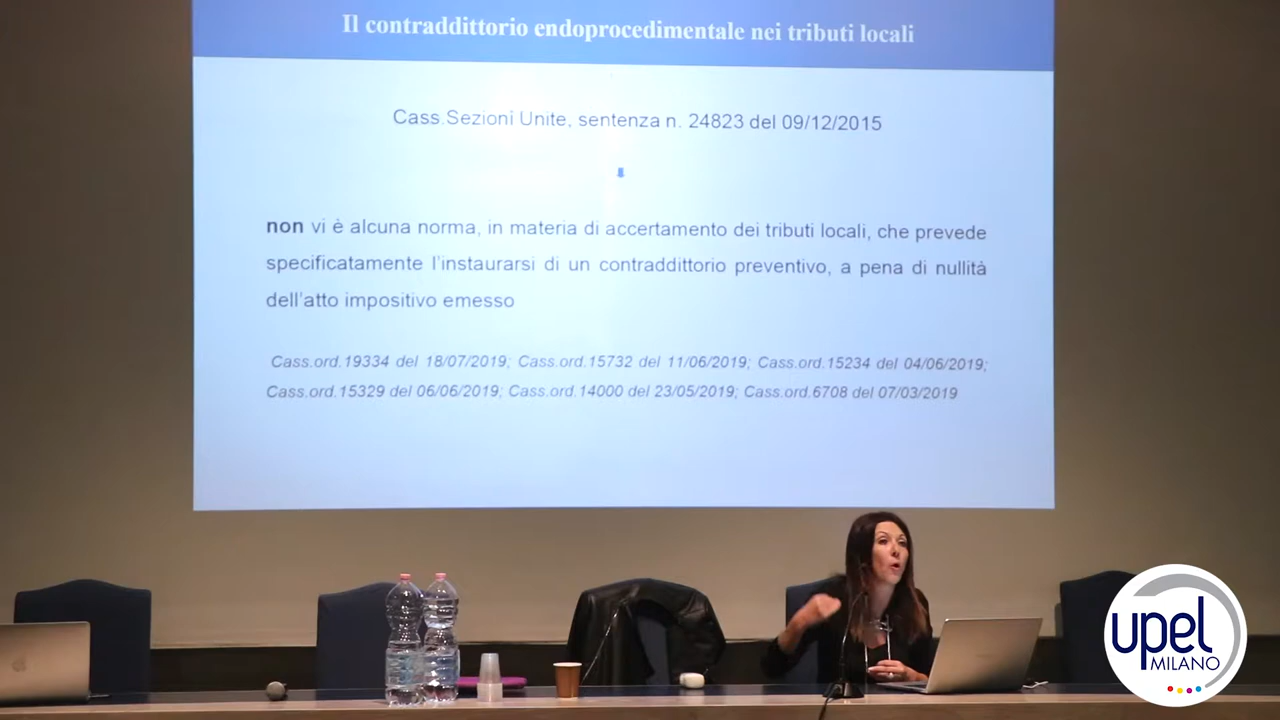 Il contraddittorio endoprocedimentale nei tributi locali
Cass.Sezioni Unite, sentenza n. 24823 del 09/12/2015
non vi è alcuna norma, in materia di accertamento dei tributi locali, che prevede
specificatamente l'instaurarsi di un contraddittorio preventivo, a pena di nullità
dell'atto impositivo emesso
Cass.ord.19334 del 18/07/2019; Cass.ord.15732 del 11/06/2019; Cass.ord.15234 del 04/06/2019;
Cass.ord.15329 del 06/06/2019; Cass.ord.14000 del 23/05/2019; Cass.ord.6708 del 07/03/2019
upel
MILANO